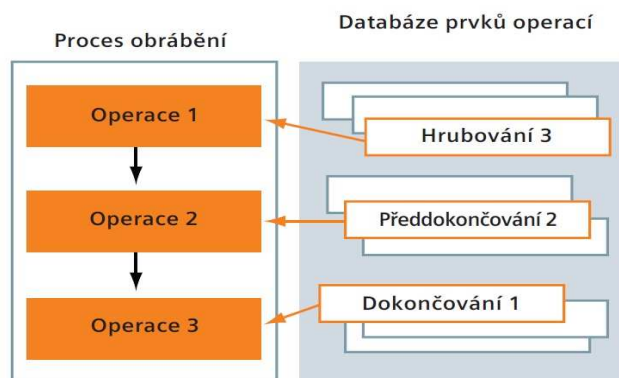 Proces obrábění
Databáze prvků operací
Operace 1
Hrubování 3
Operace 2
Předdokončování 2
Operace 3
Dokončování 1